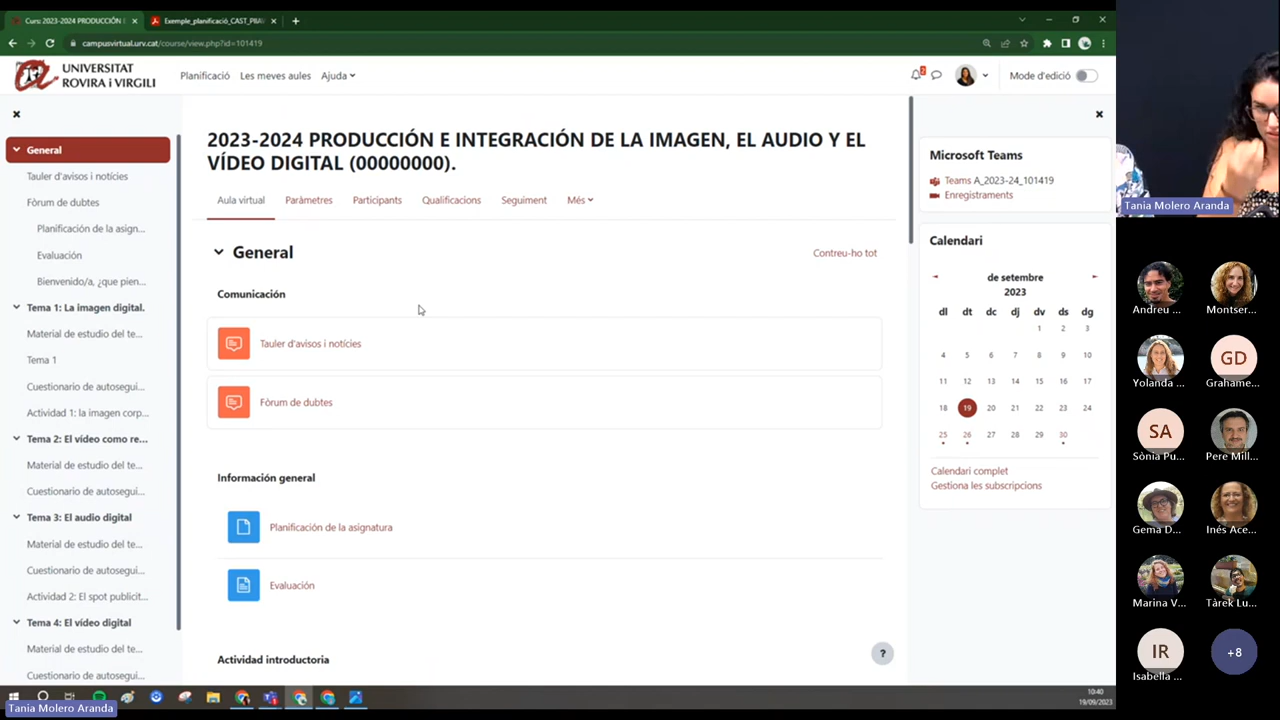 Curs: 2023-2024 PRODUCCIÓN E
Exemple_planificació_CAST_PIIAV
campusvirtual.urv.cat/course/view.php?id=101419
UNIVERSITAT
ROVIRA i VIRGILI
Planificació
Les meves aules
Ajuda
Mode d'edició
General
Tauler d'avisos i notícies
Fòrum de dubtes
Planificación de la asign...
Evaluación
Bienvenido/a, ¿que pien...
Tema 1: La imagen digital.
Material de estudio del te...
Tema 1
Cuestionario de autosegui...
Actividad 1: la imagen corp...
Tema 2: El vídeo como re...
Material de estudio del te...
Cuestionario de autosegui...
Tema 3: El audio digital
Material de estudio del te...
Cuestionario de autosegui...
Actividad 2: El spot publicit...
Tema 4: El vídeo digital
Material de estudio del te...
Cuestionario de autosegui...
2023-2024 PRODUCCIÓN E INTEGRACIÓN DE LA IMAGEN, EL AUDIO Y EL
VÍDEO DIGITAL (00000000).
Aula virtual
Paràmetres
Participants
Qualificacions
Seguiment
Més
General
Contreu-ho tot
Comunicación
Tauler d'avisos i notícies
Fòrum de dubtes
Información general
Planificación de la asignatura
Evaluación
Actividad introductoria
?
Microsoft Teams
Teams A_2023-24_101419
Enregistraments
Calendari
de setembre
2023
dl dt dc dj dv ds dg
1 2 3
4 5 6 7 8 9 10
11 12 13 14 15 16 17
18 19 20 21 22 23 24
25 26 27 28 29 30
Calendari complet
Gestiona les subscripcions
10:40
19/09/2023
Tania Molero Aranda
Tania Molero Aranda
Andreu ...
Montser...
Yolanda ...
GD
Grahame...
SA
Sònia Pu...
Pere Mill...
Gema D...
Inés Ace...
Marina V...
Tàrek Lu...
IR
Isabella ...
+8